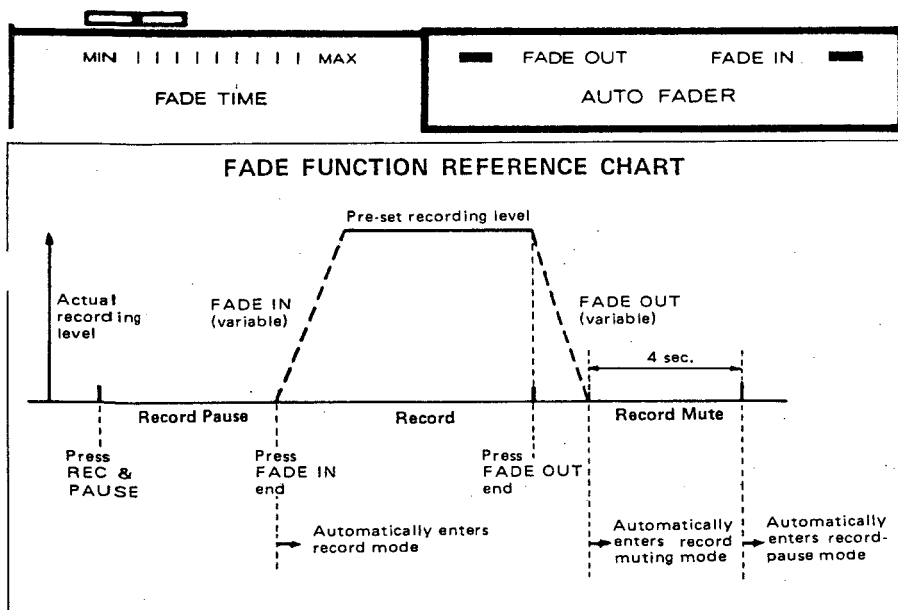 MIN MAX
FADE TIME
FADE OUT FADE IN
AUTO FADER
FADE FUNCTION REFERENCE CHART
Pre-set recording level
Actual
recording
level
FADE IN
(variable)
FADE OUT
(variable)
4 sec.
Record Pause
Record
Record Mute
Press
REC &
PAUSE
Press
FADE IN
end
Press
FADE OUT
end
Automatically enters
record mode
Automatically
enters record
muting mode
Automatically
enters record-
pause mode